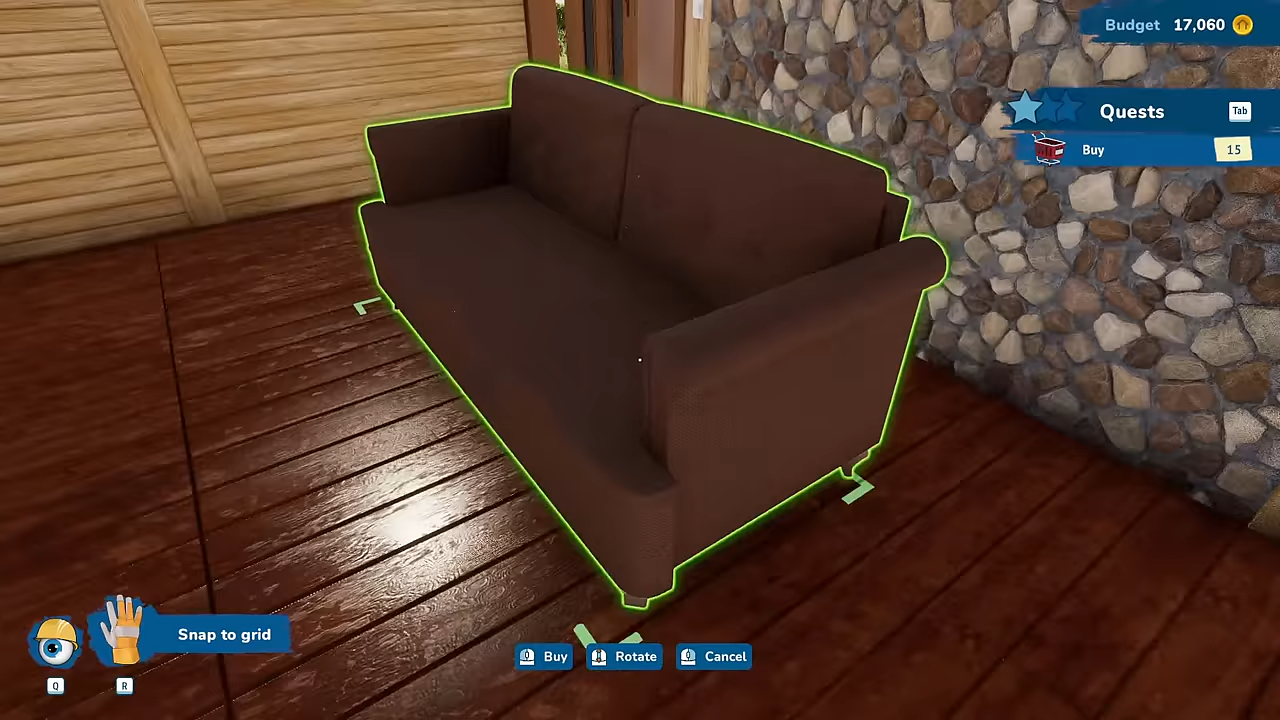 Budget 17,060
Quests Tab
Buy 15
Snap to grid
Buy Rotate Cancel
Q R